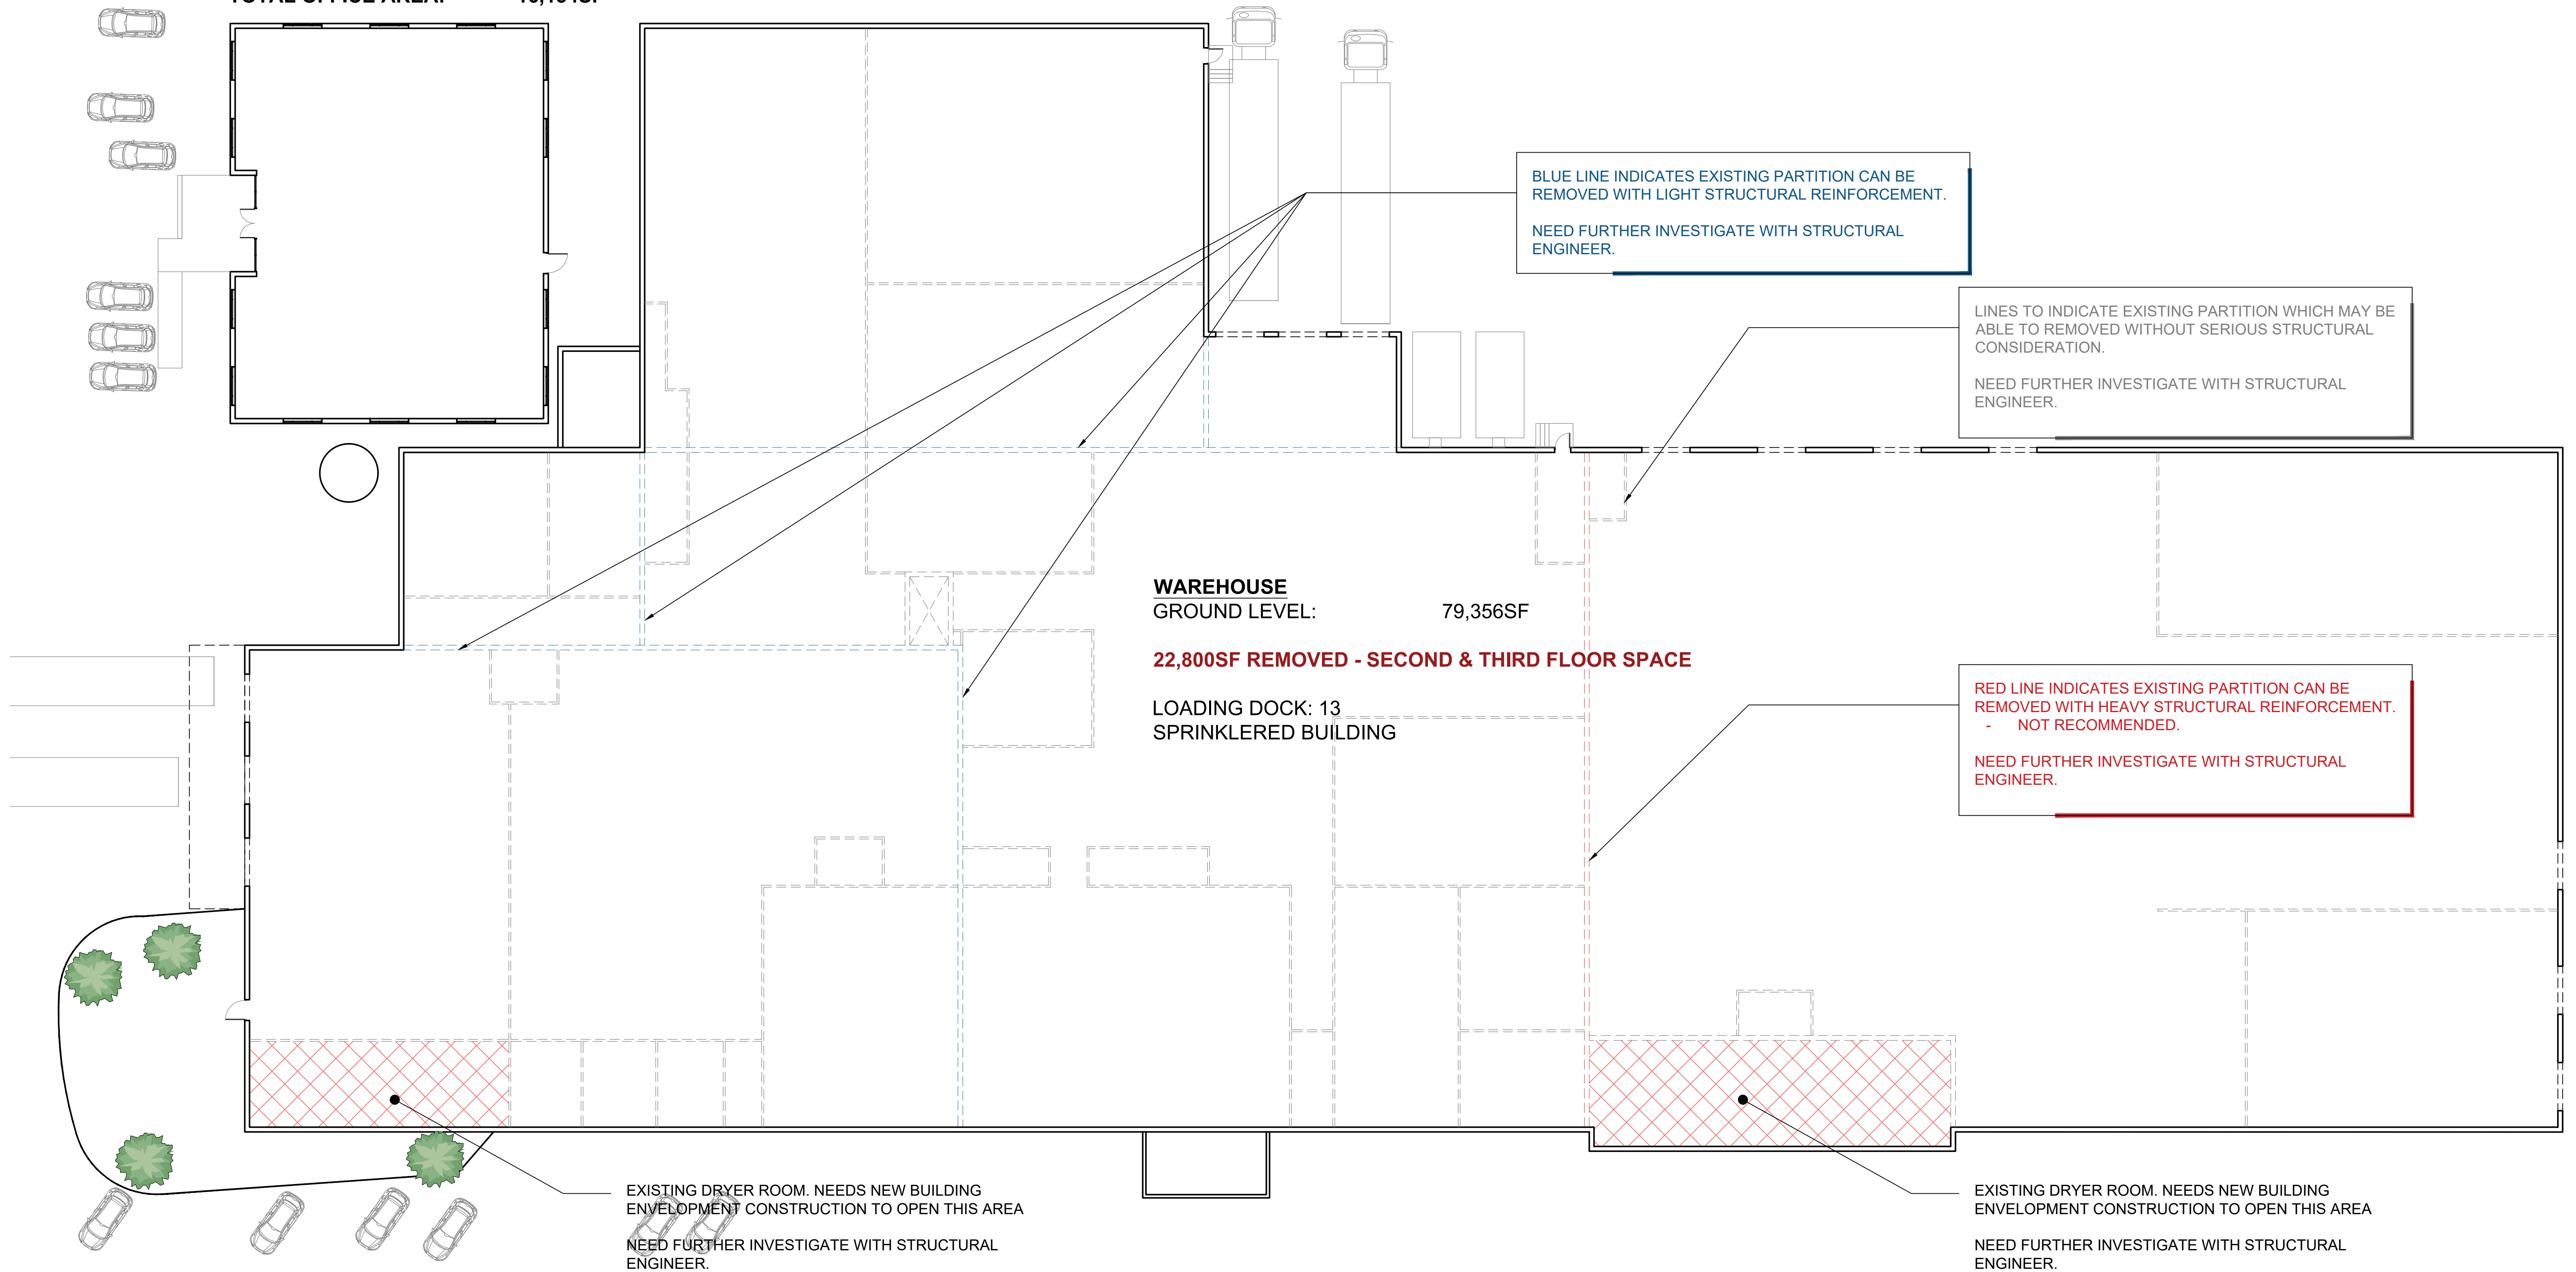 BLUE LINE INDICATES EXISTING PARTITION CAN BE
REMOVED WITH LIGHT STRUCTURAL REINFORCEMENT.
NEED FURTHER INVESTIGATE WITH STRUCTURAL
ENGINEER.
LINES TO INDICATE EXISTING PARTITION WHICH MAY BE
ABLE TO REMOVED WITHOUT SERIOUS STRUCTURAL
CONSIDERATION.
NEED FURTHER INVESTIGATE WITH STRUCTURAL
ENGINEER.
WAREHOUSE
GROUND LEVEL: 79,356SF
22,800SF REMOVED - SECOND & THIRD FLOOR SPACE
LOADING DOCK: 13
SPRINKLERED BUILDING
RED LINE INDICATES EXISTING PARTITION CAN BE
REMOVED WITH HEAVY STRUCTURAL REINFORCEMENT.
- NOT RECOMMENDED.
NEED FURTHER INVESTIGATE WITH STRUCTURAL
ENGINEER.
EXISTING DRYER ROOM. NEEDS NEW BUILDING
ENVELOPMENT CONSTRUCTION TO OPEN THIS AREA
NEED FURTHER INVESTIGATE WITH STRUCTURAL
ENGINEER.
EXISTING DRYER ROOM. NEEDS NEW BUILDING
ENVELOPMENT CONSTRUCTION TO OPEN THIS AREA
NEED FURTHER INVESTIGATE WITH STRUCTURAL
ENGINEER.